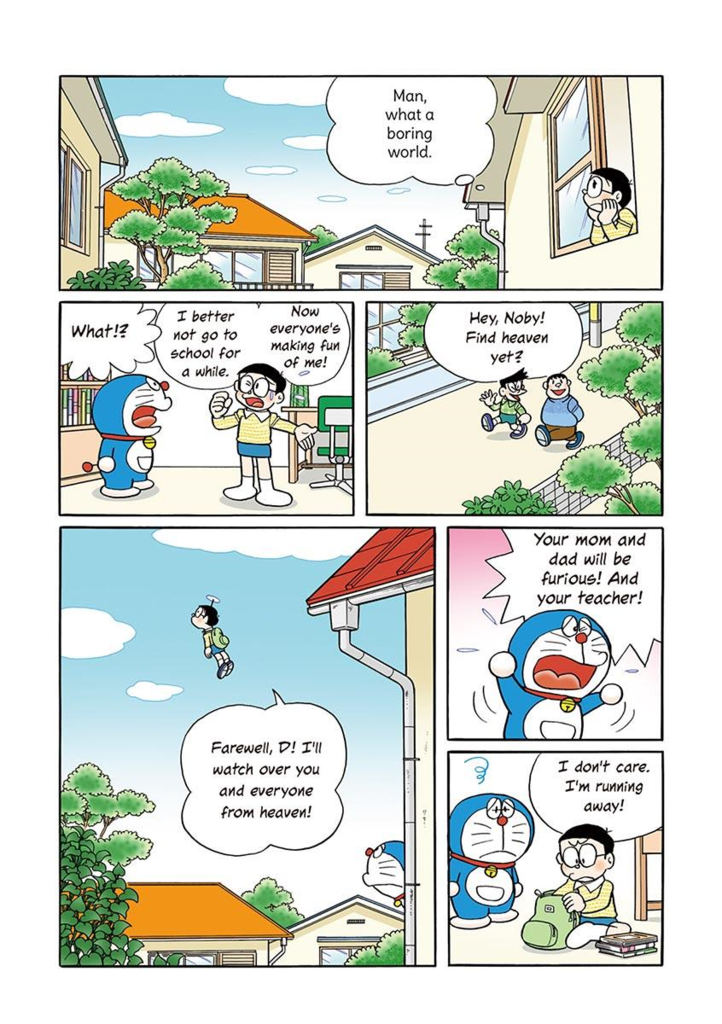 Man,
what a
boring
world.
Hey, Noby!
Find heaven
yet?
Now
everyone's
making fun
of me!
I better
not go to
school for
a while.
What!?
Your mom and
dad will be
furious! And
your teacher!
I don't care.
I'm running
away!
Farewell, D! I'll
watch over you
and everyone
from heaven!